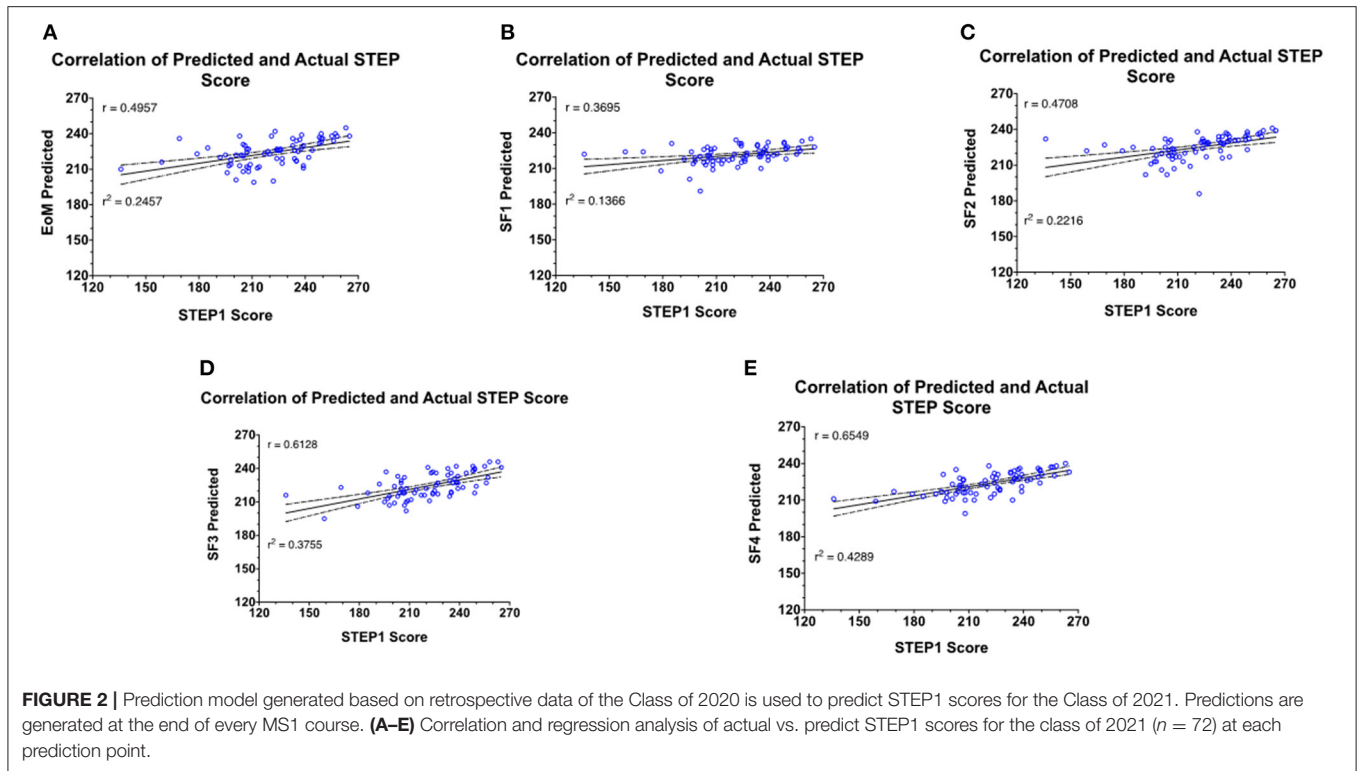 A
Correlation of Predicted and Actual STEP
Score
270
240
210
180
150
120
EoM Predicted
r = 0.4957
r² = 0.2457
120 150 180 210 240 270
STEP1 Score
B
Correlation of Predicted and Actual STEP
Score
270
240
210
180
150
120
SF1 Predicted
r = 0.3695
r² = 0.1366
120 150 180 210 240 270
STEP1 Score
C
Correlation of Predicted and Actual STEP
Score
270
240
210
180
150
120
SF2 Predicted
r = 0.4708
r² = 0.2216
120 150 180 210 240 270
STEP1 Score
D
Correlation of Predicted and Actual STEP Score
270
240
210
180
150
120
SF3 Predicted
r = 0.6128
r² = 0.3755
120 150 180 210 240 270
STEP1 Score
E
Correlation of Predicted and Actual
STEP Score
270
240
210
180
150
120
SF4 Predicted
r = 0.6549
r² = 0.4289
120 150 180 210 240 270
STEP1 Score
FIGURE 2 | Prediction model generated based on retrospective data of the Class of 2020 is used to predict STEP1 scores for the Class of 2021. Predictions are
generated at the end of every MS1 course. (A–E) Correlation and regression analysis of actual vs. predict STEP1 scores for the class of 2021 (n = 72) at each
prediction point.